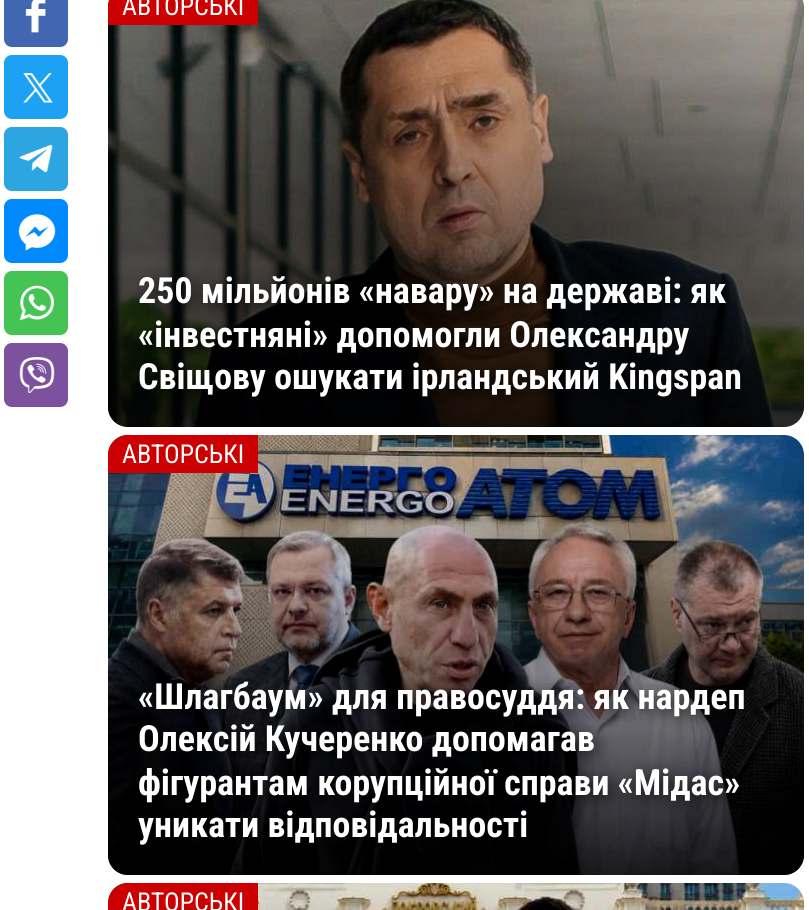 АВТОРСЬКІ
250 мільйонів «навару» на державі: як
«інвестняні» допомогли Олександру
Свіщову ошукати ірландський Kingspan
АВТОРСЬКІ
ЕНЕРГО АТОМ
ENERGO
«Шлагбаум» для правосуддя: як нардеп
Олексій Кучеренко допомагав
фігурантам корупційної справи «Мідас»
уникати відповідальності
АВТОРСЬКІ